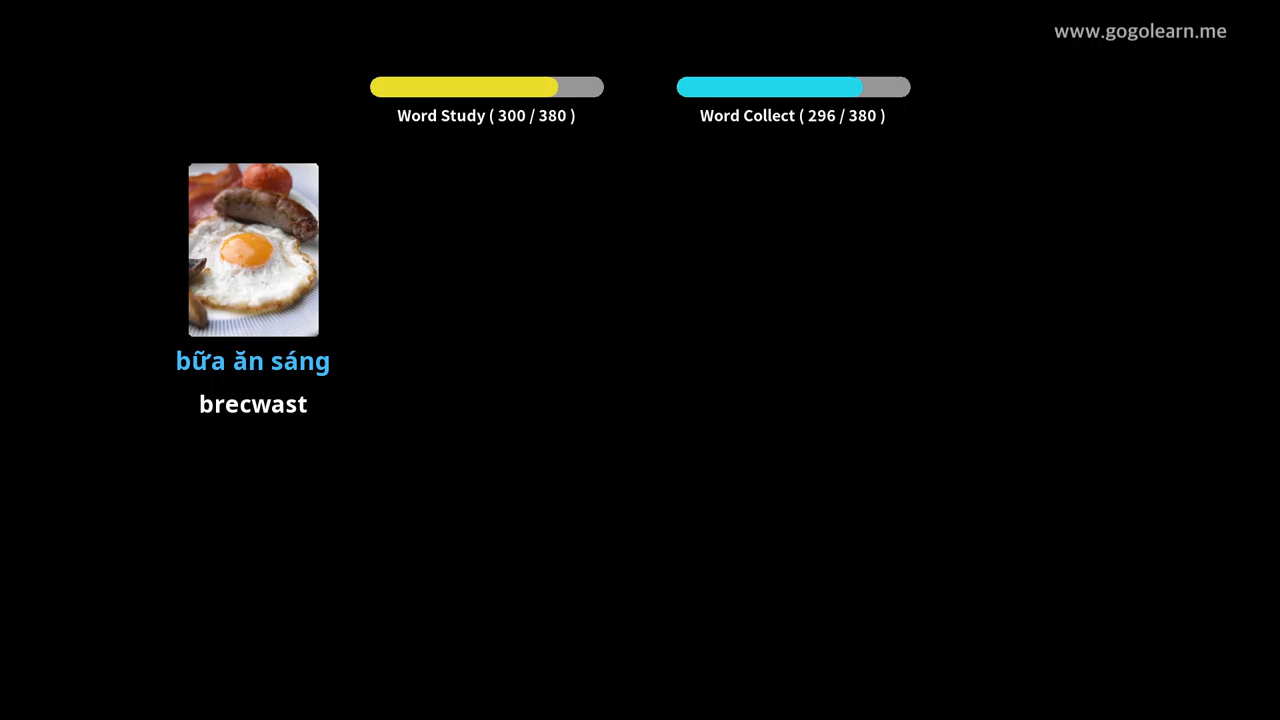 www.gogolearn.me
Word Study ( 300 / 380 )
Word Collect ( 296 / 380 )
bữa ăn sáng
brecwast